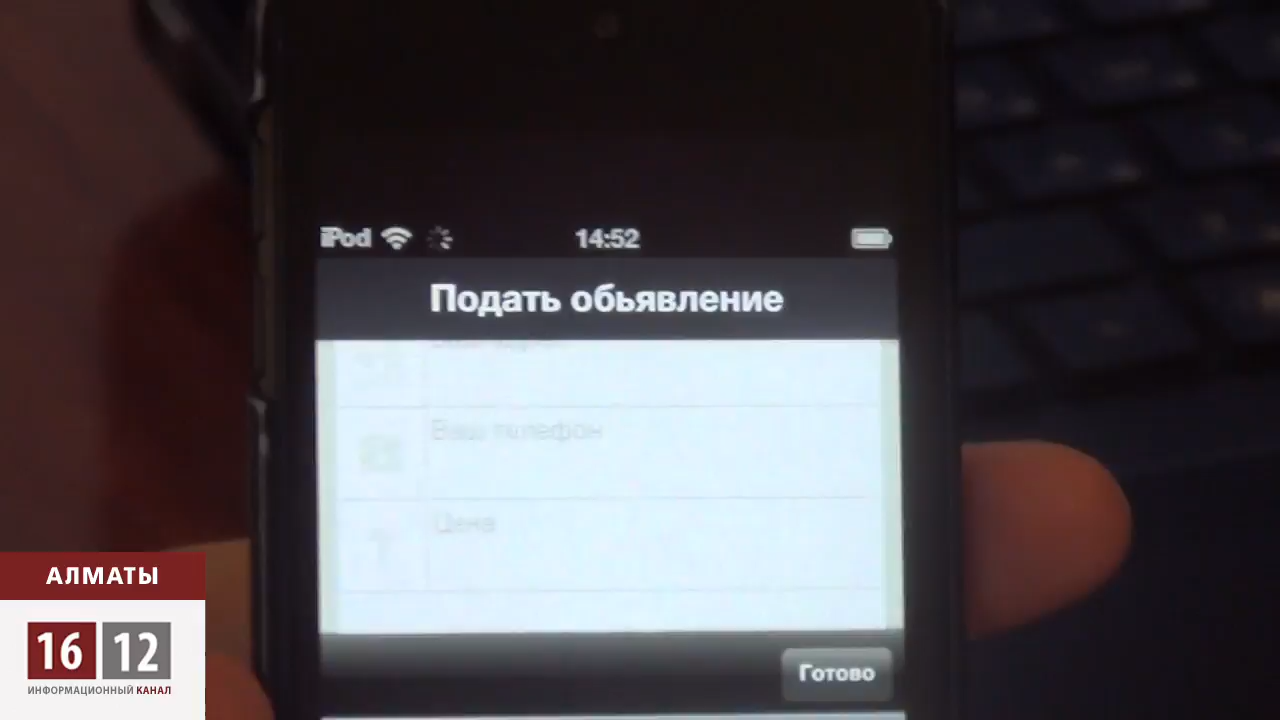 iPod 14:52
Подать обьявление
Ваш телефон
Цена
Готово
АЛМАТЫ
16 12
ИНФОРМАЦИОННЫЙ КАНАЛ